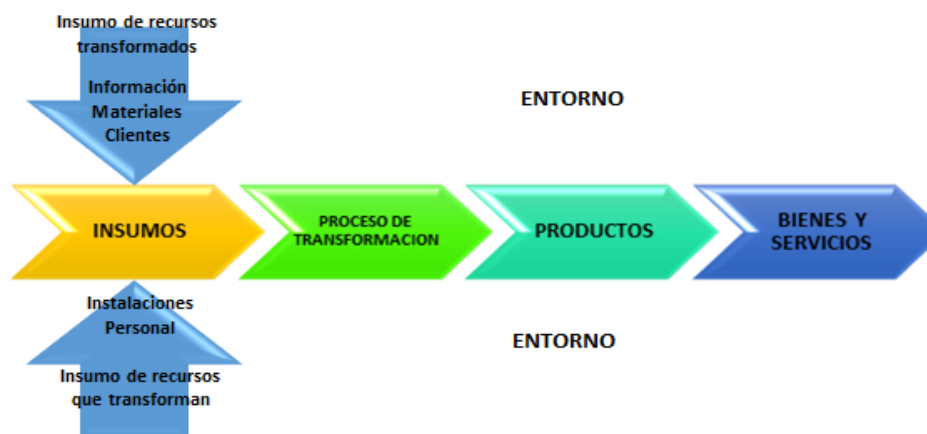 Insumo de recursos
transformados
Información
Materiales
Clientes
ENTORNO
INSUMOS
PROCESO DE
TRANSFORMACION
PRODUCTOS
BIENES Y
SERVICIOS
Instalaciones
Personal
ENTORNO
Insumo de recursos
que transforman